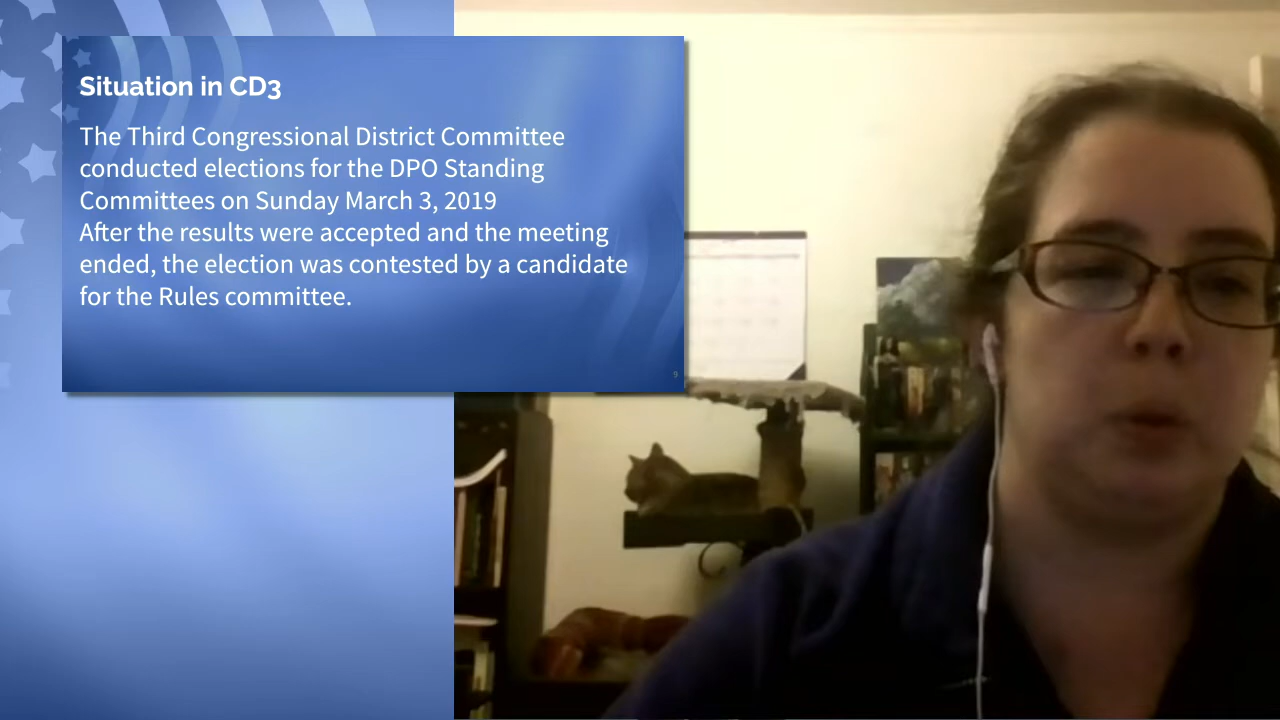 Situation in CD3
The Third Congressional District Committee
conducted elections for the DPO Standing
Committees on Sunday March 3, 2019
After the results were accepted and the meeting
ended, the election was contested by a candidate
for the Rules committee.
9